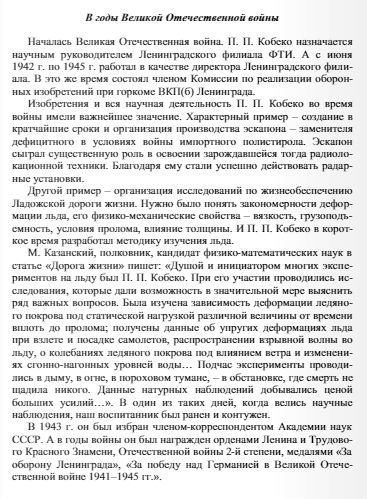 В годы Великой Отечественной войны
Началась Великая Отечественная война. П. П. Кобеко назначается
научным руководителем Ленинградского филиала ФТИ. А с июня
1942 г. по 1945 г. работал в качестве директора Ленинградского фили-
ала. В это же время состоял членом Комиссии по реализации оборон-
ных изобретений при горкоме ВКП(б) Ленинграда.
Изобретения и вся научная деятельность П. П. Кобеко во время
войны имели важнейшее значение. Характерный пример – создание в
кратчайшие сроки и организация производства эскапона – заменителя
дефицитного в условиях войны импортного полистирола. Эскапон
сыграл существенную роль в освоении зарождавшейся тогда радиоло-
кационной техники. Благодаря ему стали успешно действовать радар-
ные установки.
Другой пример – организация исследований по жизнеобеспечению
Ладожской дороги жизни. Нужно было понять закономерности дефор-
мации льда, его физико-механические свойства – вязкость, грузоподъ-
емность, условия пролома, влияние толщины. И П. П. Кобеко в корот-
кое время разработал методику изучения льда.
М. Казанский, полковник, кандидат физико-математических наук в
статье «Дорога жизни» пишет: «Душой и инициатором многих экспе-
риментов на льду был П. П. Кобеко. При его участии проводились ис-
следования, которые дали возможность в значительной мере выяснить
ряд важных вопросов. Была изучена зависимость деформации ледяно-
го покрова под статической нагрузкой различной величины от времени
вплоть до пролома; получены данные об упругих деформациях льда
при взлете и посадке самолетов, распространении взрывной волны во
льду, о колебаниях ледяного покрова под влиянием ветра и изменени-
ях сгонно-нагонных уровней воды… Подчас эксперименты проводи-
лись в дыму, в огне, в пороховом тумане, – в обстановке, где смерть не
щадила никого. Данные натурных наблюдений добывались ценой
больших усилий…». В один из таких дней, когда велись научные
наблюдения, наш воспитанник был ранен и контужен.
В 1943 г. он был избран членом-корреспондентом Академии наук
СССР. А в годы войны он был награжден орденами Ленина и Трудово-
го Красного Знамени, Отечественной войны 2-й степени, медалями «За
оборону Ленинграда», «За победу над Германией в Великой Отече-
ственной войне 1941–1945 гг.».